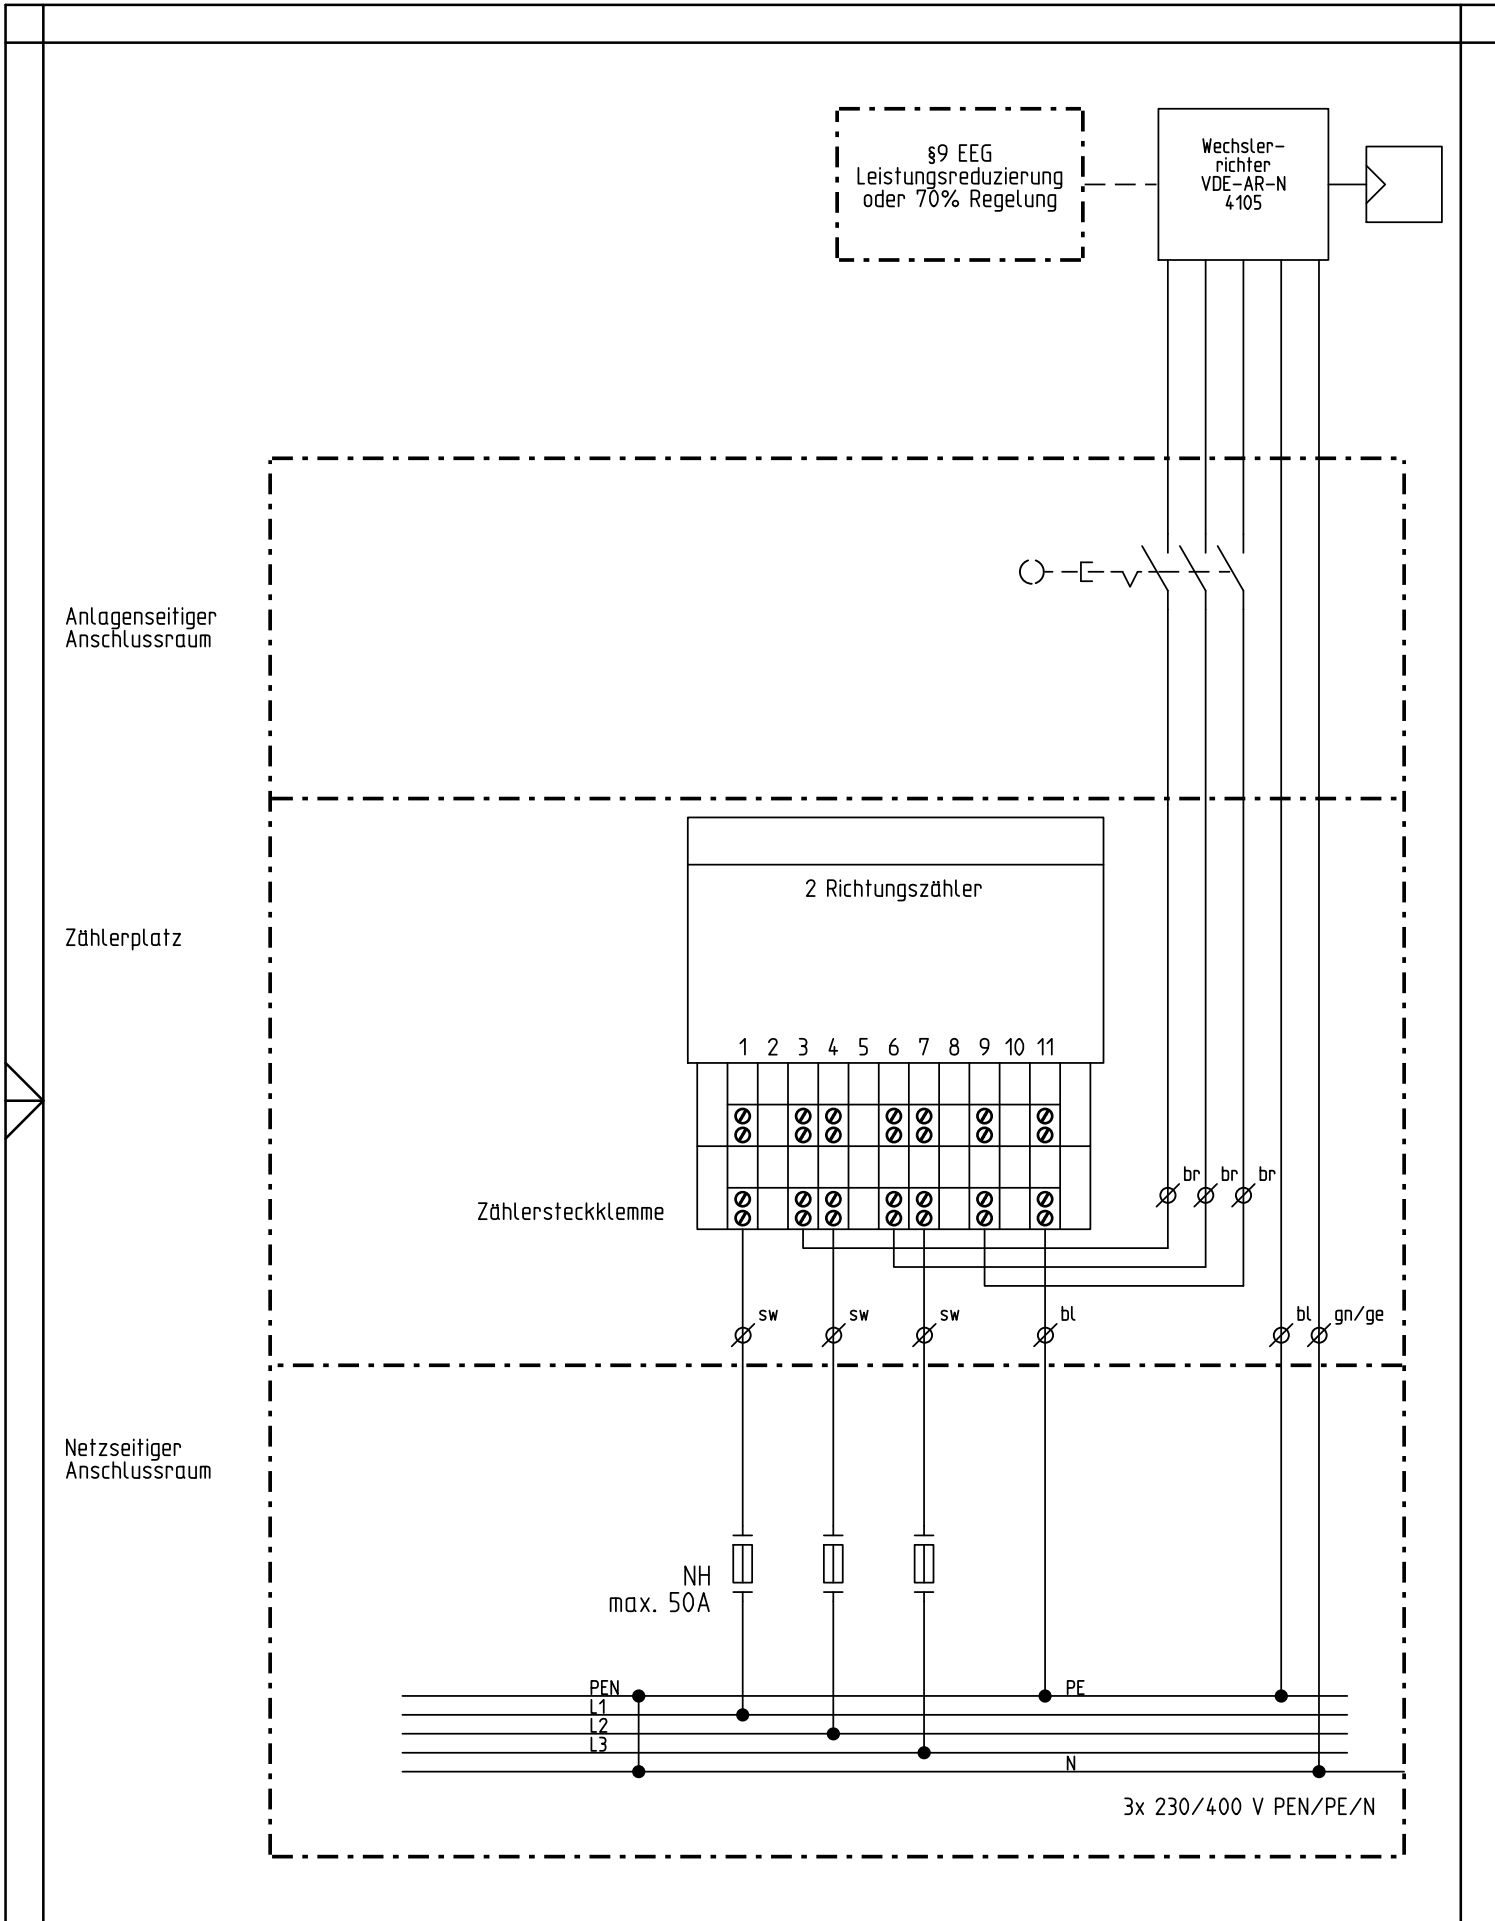 §9 EEG
Leistungsreduzierung
oder 70% Regelung
Wechsler-
richter
VDE-AR-N
4105
Anlagenseitiger
Anschlussraum
2 Richtungszähler
Zählerplatz
1 2 3 4 5 6 7 8 9 10 11
br br br
Zählersteckklemme
sw sw sw bl bl gn/ge
Netzseitiger
Anschlussraum
NH
max. 50A
PEN PE
L1
L2
L3
N
3x 230/400 V PEN/PE/N